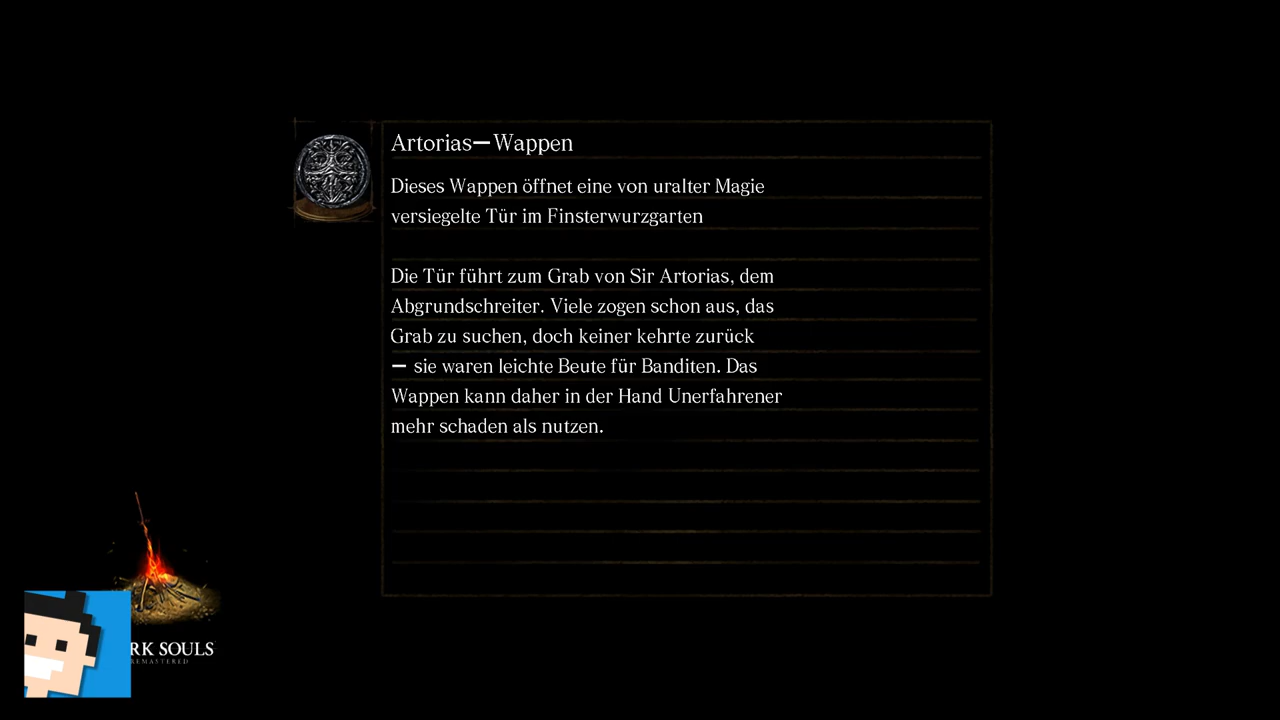 Artorias—Wappen
Dieses Wappen öffnet eine von uralter Magie
versiegelte Tür im Finsterwurzgarten
Die Tür führt zum Grab von Sir Artorias, dem
Abgrundschreiter. Viele zogen schon aus, das
Grab zu suchen, doch keiner kehrte zurück
— sie waren leichte Beute für Banditen. Das
Wappen kann daher in der Hand Unerfahrener
mehr schaden als nutzen.
RK SOULS
REMASTERED